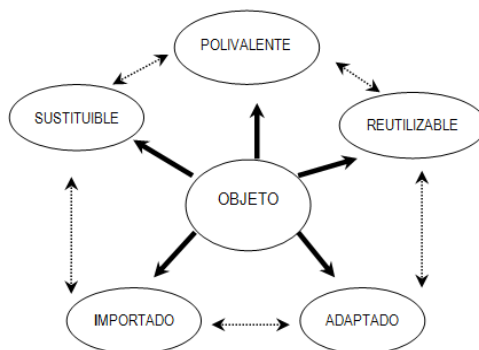 POLIVALENTE
SUSTITUIBLE
REUTILIZABLE
OBJETO
IMPORTADO
ADAPTADO